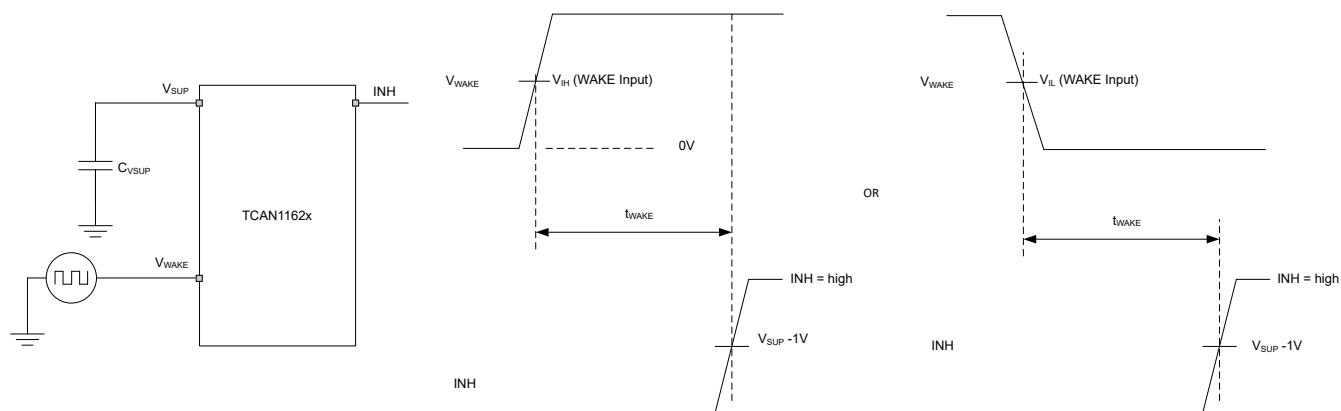 VSUP
INH
CVSUP
TCAN1162x
VWAKE
VWAKE
VIH (WAKE Input)
0V
tWAKE
INH = high
VSUP -1V
INH
OR
VWAKE
VIL (WAKE Input)
tWAKE
INH = high
VSUP -1V
INH